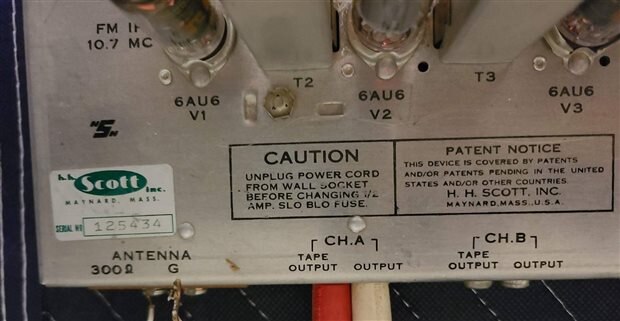 FM IF
10.7 MC
T2
T3
6AU6
V1
6AU6
V2
6AU6
V3
CAUTION
UNPLUG POWER CORD
FROM WALL SOCKET
BEFORE CHANGING 1/2
AMP. SLO BLO FUSE.
PATENT NOTICE
THIS DEVICE IS COVERED BY PATENTS
AND/OR PATENTS PENDING IN THE UNITED
STATES AND/OR OTHER COUNTRIES.
H. H. SCOTT, INC.
MAYNARD, MASS., U.S.A.
h.h. Scott inc.
MAYNARD, MASS.
SERIAL Nº 125434
ANTENNA
300Ω G
CH.A
TAPE
OUTPUT OUTPUT
CH.B
TAPE
OUTPUT OUTPUT